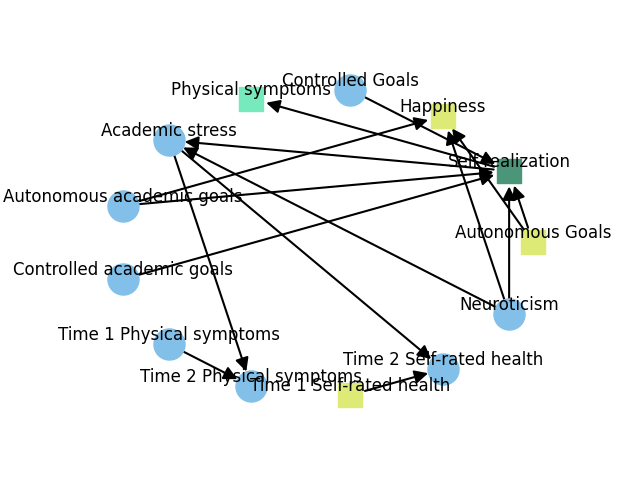 Controlled Goals
Physical symptoms
Happiness
Academic stress
Self-realization
Autonomous academic goals
Autonomous Goals
Controlled academic goals
Neuroticism
Time 1 Physical symptoms
Time 2 Self-rated health
Time 2 Physical symptoms
Time 1 Self-rated health